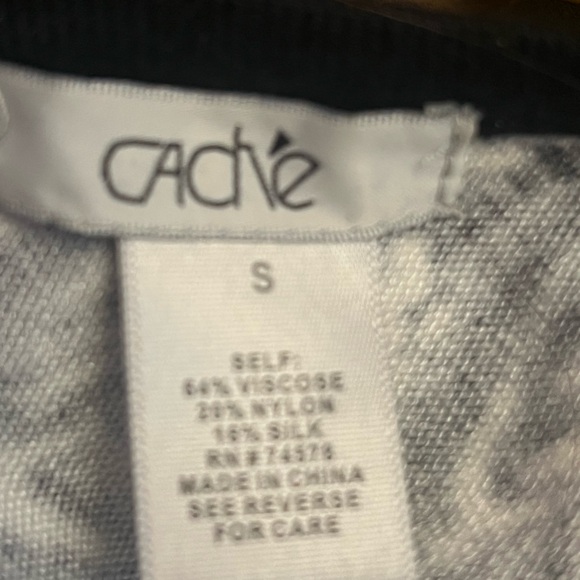 CAChé
S
SELF:
64% VISCOSE
20% NYLON
16% SILK
RN # 74578
MADE IN CHINA
SEE REVERSE
FOR CARE